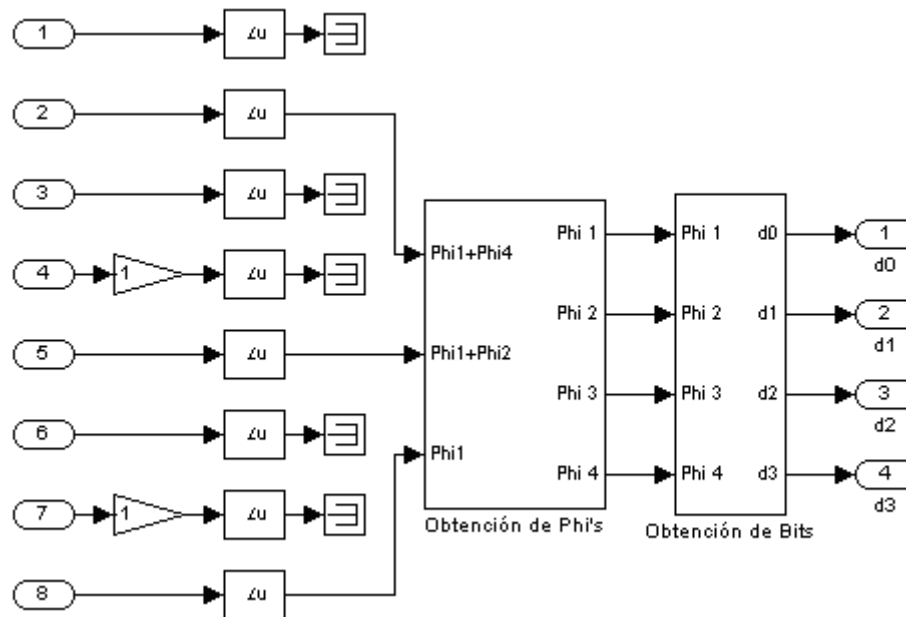 1
∠u
2
∠u
3
∠u
4
1
∠u
5
∠u
6
∠u
7
1
∠u
8
∠u
Phi1+Phi4
Phi1+Phi2
Phi1
Phi 1
Phi 2
Phi 3
Phi 4
Obtención de Phi's
Phi 1
Phi 2
Phi 3
Phi 4
d0
d1
d2
d3
Obtención de Bits
1
d0
2
d1
3
d2
4
d3